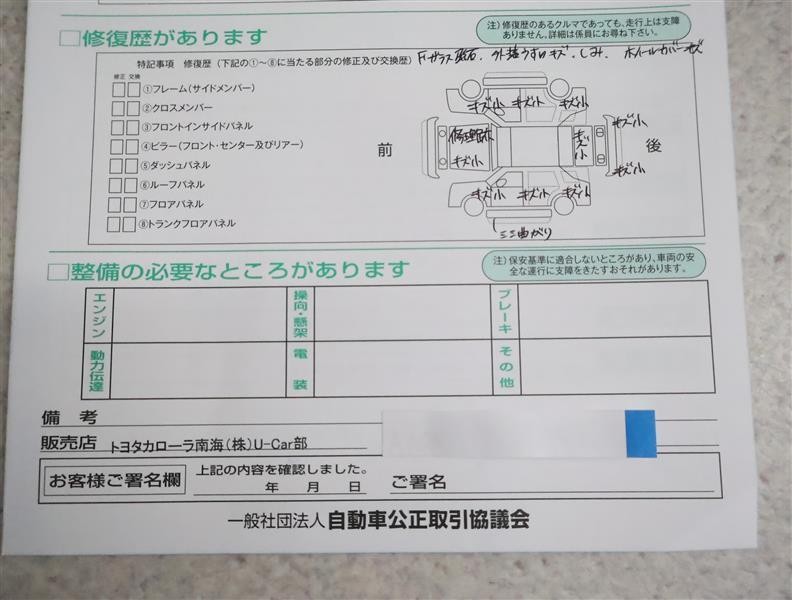 □修復歴があります
注）修復歴のあるクルマであっても、走行上は支障
ありません。詳細は係員にお尋ね下さい。
特記事項 修復歴（下記の①〜⑧に当たる部分の修正及び交換歴）
Fガラス飛石、外装うすいキズ、しみ、ホイールカバーキズ
修正 交換
①フレーム（サイドメンバー）
②クロスメンバー
③フロントインサイドパネル
④ピラー（フロント・センター及びリアー）
⑤ダッシュパネル
⑥ルーフパネル
⑦フロアパネル
⑧トランクフロアパネル
前
後
キズ小 キズ小 キズ小
キズ小
キズ小
キズ小
キズ小
キズ小 キズ小 キズ小
曲がり
□整備の必要なところがあります
注）保安基準に適合しないところがあり、車両の安
全な運行に支障をきたすおそれがあります。
エンジン
操向・懸架
ブレーキ
動力伝達
電装
その他
備考
販売店 トヨタカローラ南海（株）U-Car部
お客様ご署名欄
上記の内容を確認しました。
年 月 日
ご署名
一般社団法人 自動車公正取引協議会